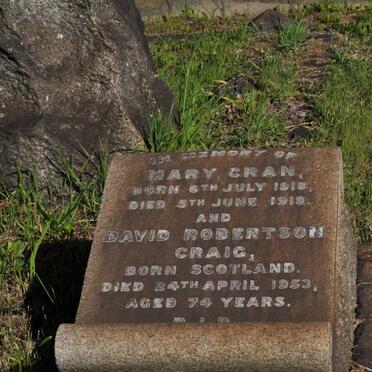 IN MEMORY OF
MARY CRAN,
BORN 6TH JULY 1818,
DIED 5TH JUNE 1919.
AND
DAVID ROBERTSON
CRAIG,
BORN SCOTLAND.
DIED 24TH APRIL 1953,
AGED 74 YEARS.
R.I.P.